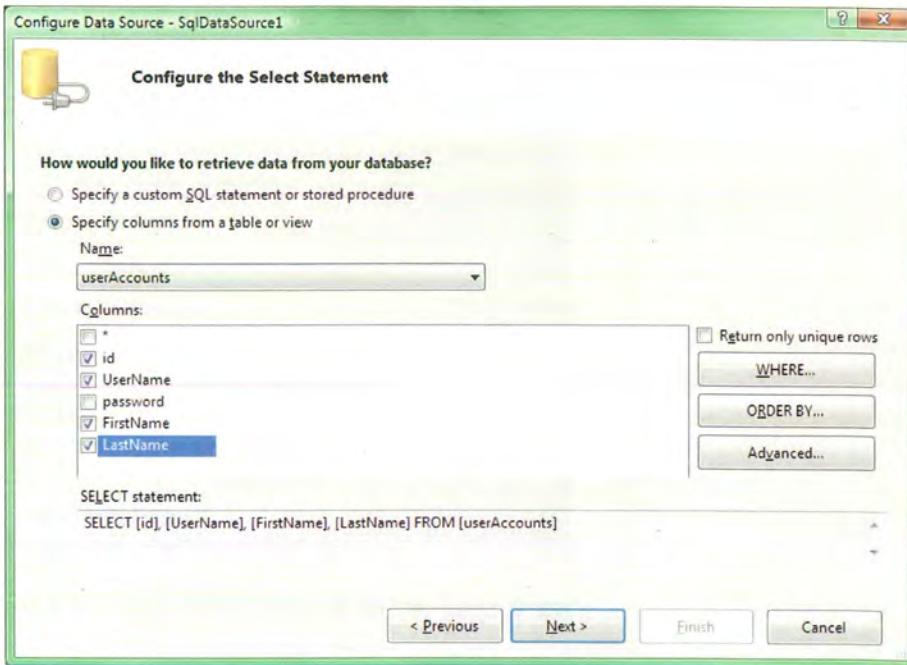 Configure Data Source - SqlDataSource1
Configure the Select Statement
How would you like to retrieve data from your database?
Specify a custom SQL statement or stored procedure
Specify columns from a table or view
Name:
userAccounts
Columns:
*
id
UserName
password
FirstName
LastName
Return only unique rows
WHERE...
ORDER BY...
Advanced...
SELECT statement:
SELECT [id], [UserName], [FirstName], [LastName] FROM [userAccounts]
< Previous
Next >
Finish
Cancel